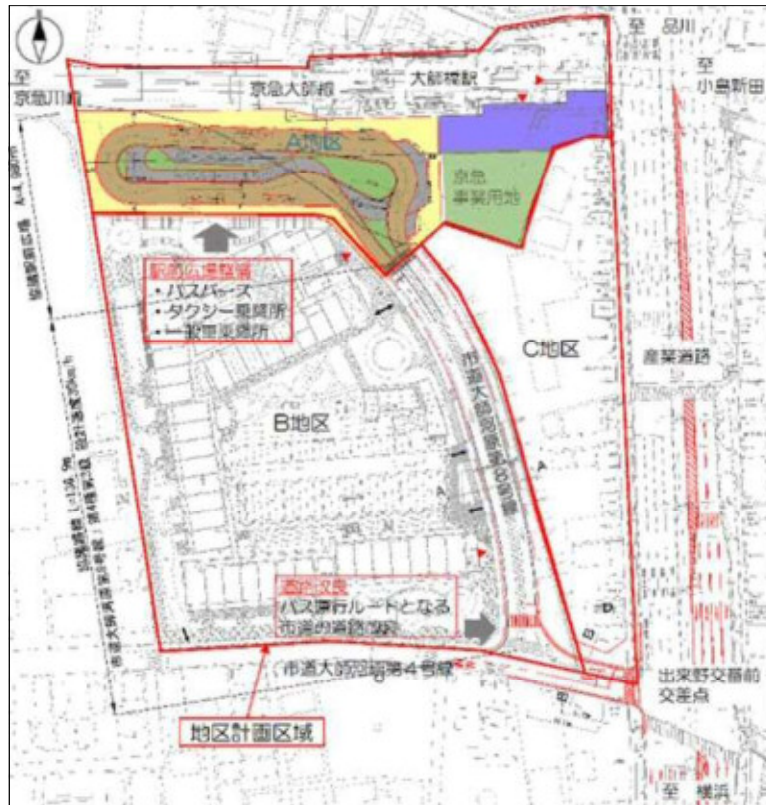 至 品川
至
京急川崎
京急大師線
大師橋駅
至
小島新田
A地区
京急
事業用地
駅前広場整備
・バスバース
・タクシー乗降所
・一般車乗降所
C地区
産業道路
B地区
道路改良
バス運行ルートとなる
市道の道路改良
市道大師河原第4号線
出来野交番前
交差点
地区計画区域
至 横浜